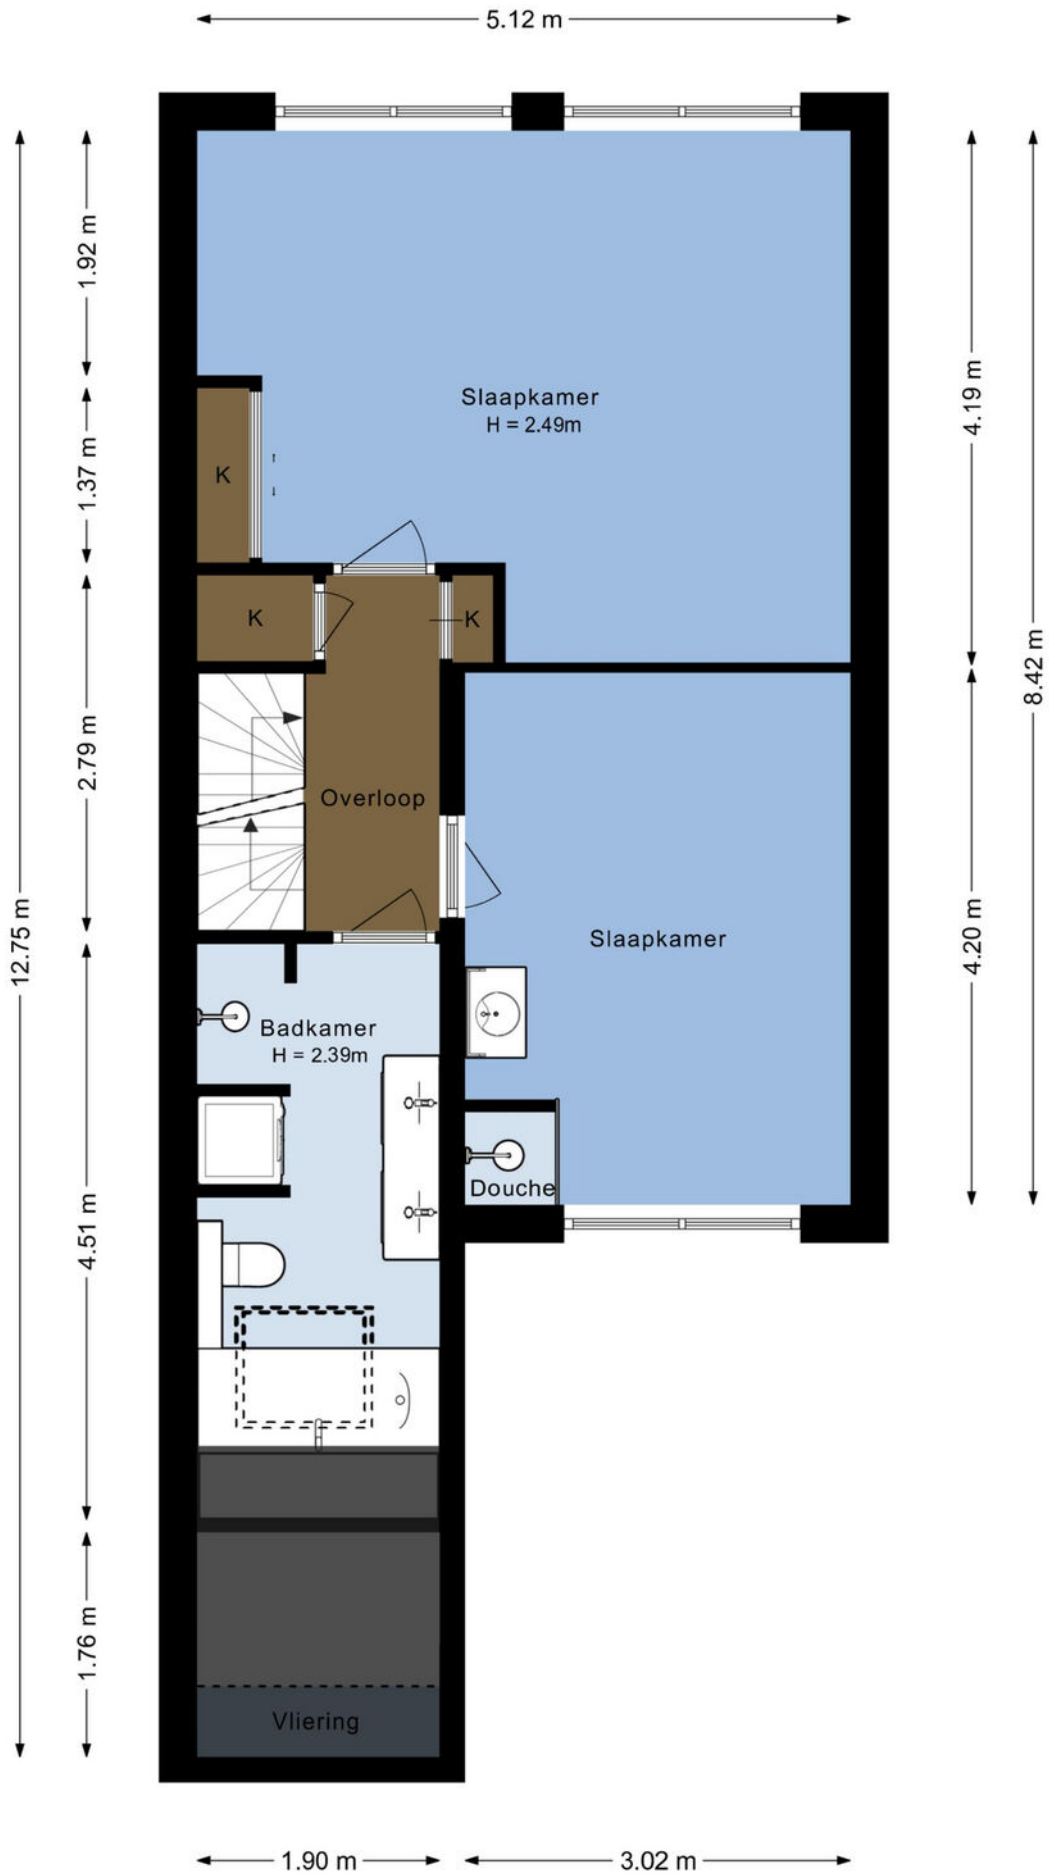 5.12 m
1.92 m
Slaapkamer
H = 2.49m
4.19 m
1.37 m
K
K
K
8.42 m
2.79 m
Overloop
12.75 m
Slaapkamer
4.20 m
Badkamer
H = 2.39m
Douche
4.51 m
1.76 m
Vliering
1.90 m
3.02 m